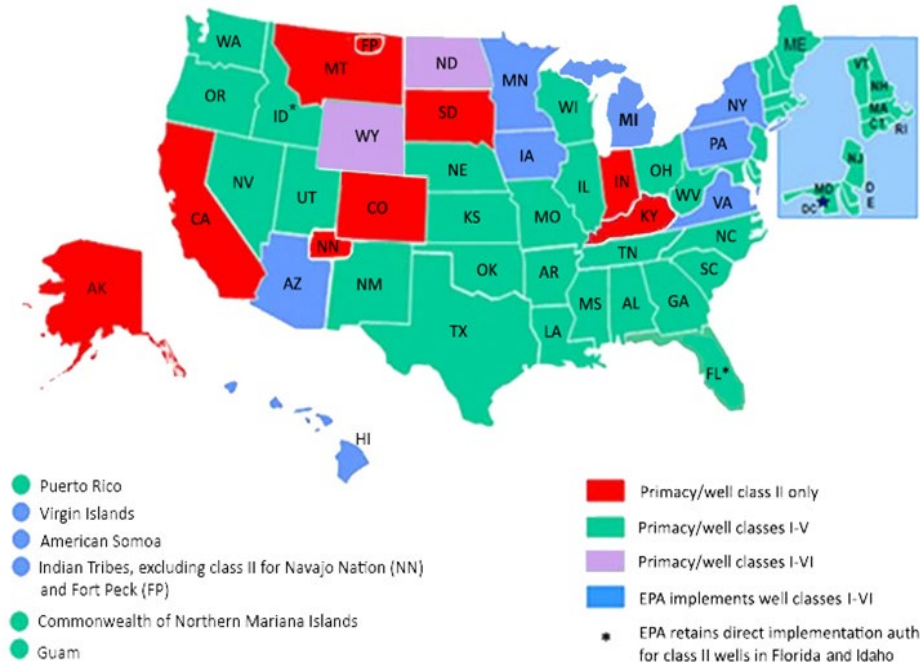 WA
MT
FP
ND
MN
ME
OR
ID*
WY
SD
WI
MI
NY
VT
NH
MA
CT
RI
NV
UT
CO
NE
IA
IL
IN
OH
PA
NJ
MD
D
E
DC
CA
KS
MO
KY
WV
VA
AZ
NN
NM
OK
AR
TN
NC
SC
TX
LA
MS
AL
GA
FL*
AK
HI
Puerto Rico
Virgin Islands
American Somoa
Indian Tribes, excluding class II for Navajo Nation (NN)
and Fort Peck (FP)
Commonwealth of Northern Mariana Islands
Guam
Primacy/well class II only
Primacy/well classes I-V
Primacy/well classes I-VI
EPA implements well classes I-VI
* EPA retains direct implementation auth
for class II wells in Florida and Idaho